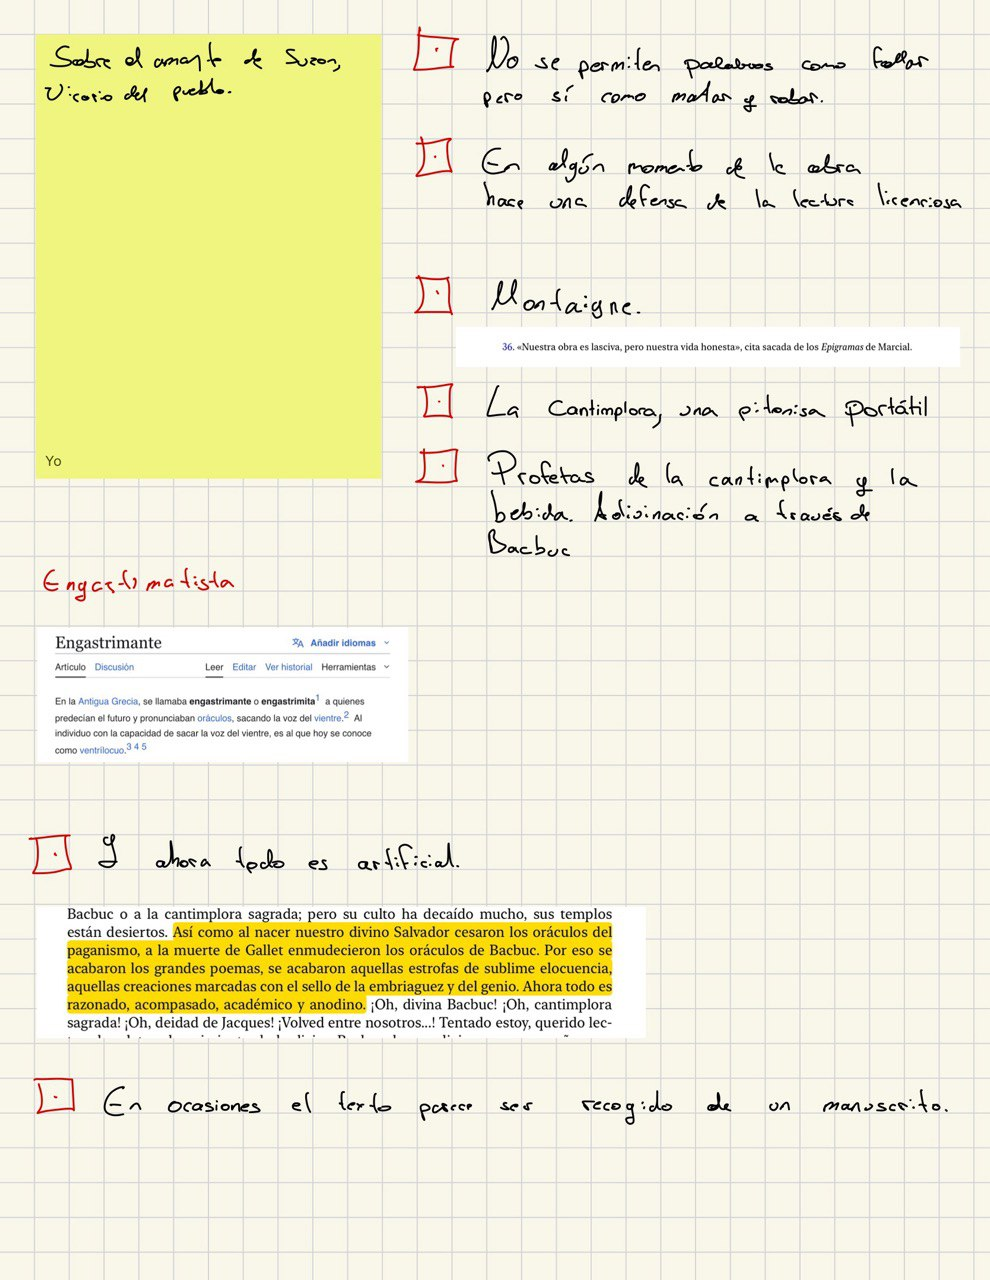 Sobre el amante de Suzon,
Vicario del pueblo.
Yo
No se permiten palabras como follar
pero sí como matar y robar.
En algún momento de la obra
hace una defensa de la lectura licenciosa
Montaigne.
36. «Nuestra obra es lasciva, pero nuestra vida honesta», cita sacada de los Epigramas de Marcial.
La Cantimplora, una pitonisa portátil
Profetas de la cantimplora y la
bebida. Adivinación a través de
Bacbuc
Engastrimatista
Engastrimante
Añadir idiomas
Artículo Discusión Leer Editar Ver historial Herramientas
En la Antigua Grecia, se llamaba engastrimante o engastrimita1 a quienes
predecían el futuro y pronunciaban oráculos, sacando la voz del vientre.2 Al
individuo con la capacidad de sacar la voz del vientre, es al que hoy se conoce
como ventrílocuo.3 4 5
Y ahora todo es artificial.
Bacbuc o a la cantimplora sagrada; pero su culto ha decaído mucho, sus templos
están desiertos. Así como al nacer nuestro divino Salvador cesaron los oráculos del
paganismo, a la muerte de Gallet enmudecieron los oráculos de Bacbuc. Por eso se
acabaron los grandes poemas, se acabaron aquellas estrofas de sublime elocuencia,
aquellas creaciones marcadas con el sello de la embriaguez y del genio. Ahora todo es
razonado, acompasado, académico y anodino. ¡Oh, divina Bacbuc! ¡Oh, cantimplora
sagrada! ¡Oh, deidad de Jacques! ¡Volved entre nosotros...! Tentado estoy, querido lec-
En ocasiones el texto parece ser recogido de un manuscrito.